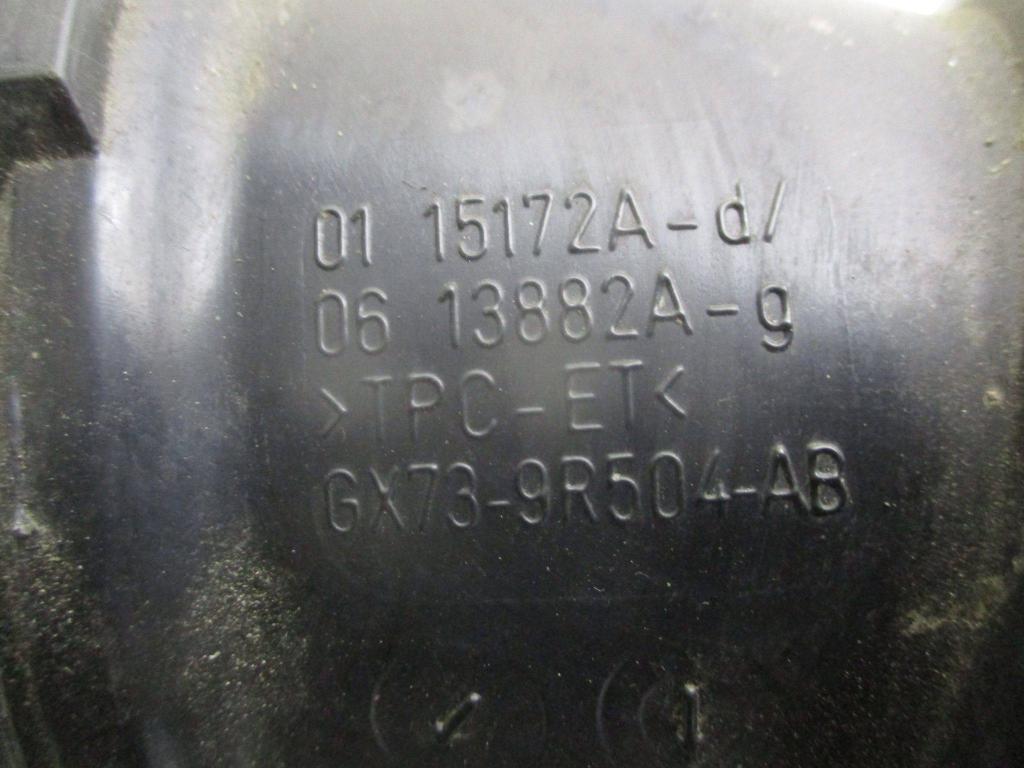 01 15172A-d/
06 13882A-g
>TPC-ET<
GX73-9R504-AB